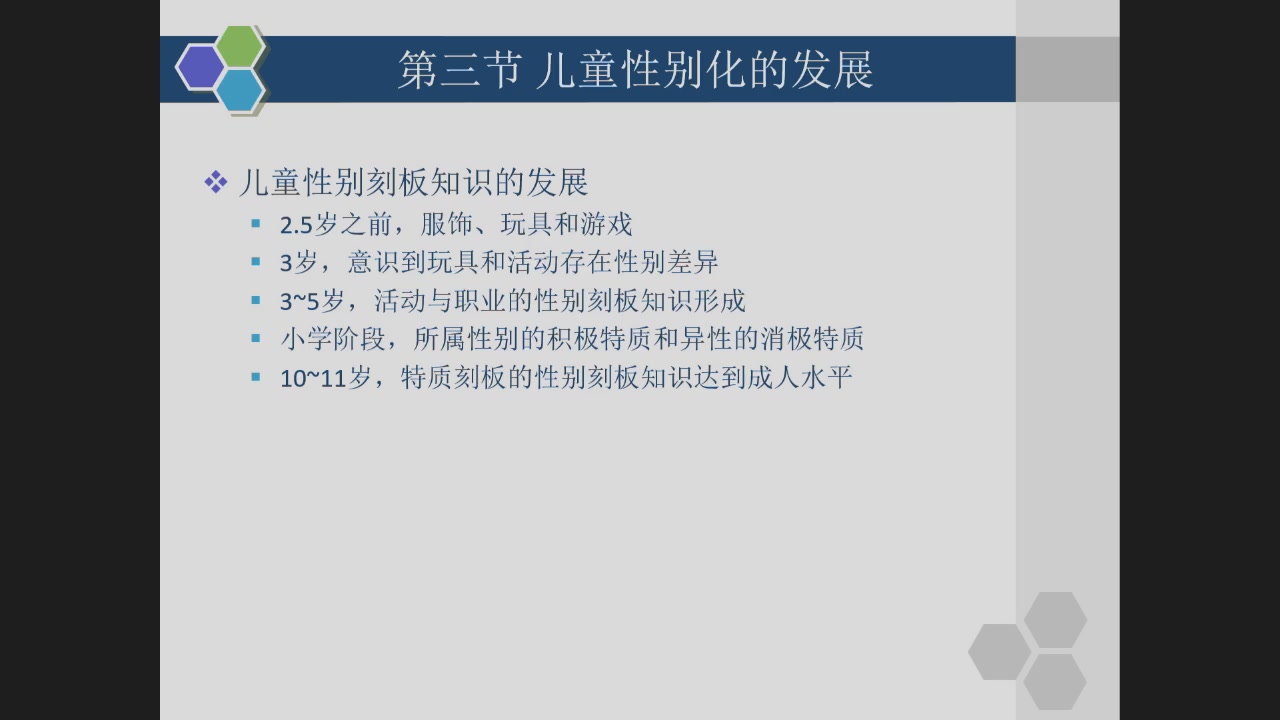 第三节 儿童性别化的发展
儿童性别刻板知识的发展
2.5岁之前，服饰、玩具和游戏
3岁，意识到玩具和活动存在性别差异
3~5岁，活动与职业的性别刻板知识形成
小学阶段，所属性别的积极特质和异性的消极特质
10~11岁，特质刻板的性别刻板知识达到成人水平